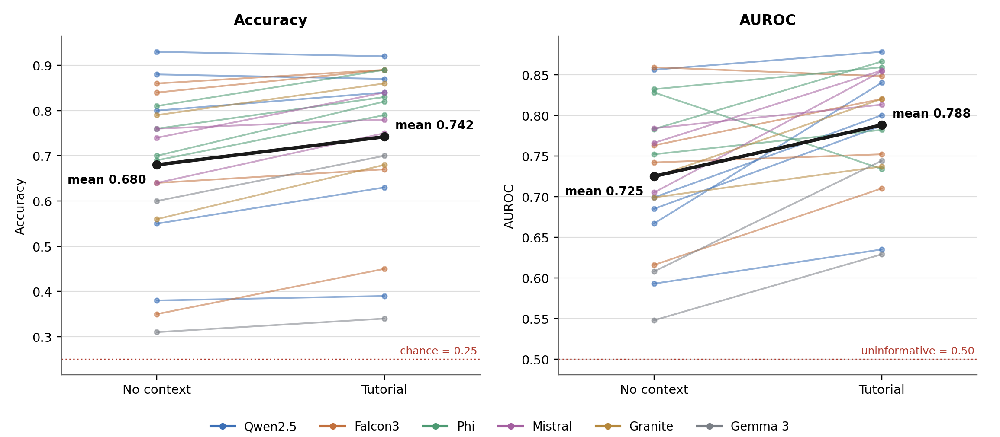 Accuracy
Accuracy
0.9
0.8
0.7
0.6
0.5
0.4
0.3
mean 0.680
mean 0.742
chance = 0.25
No context
Tutorial
AUROC
AUROC
0.85
0.80
0.75
0.70
0.65
0.60
0.55
0.50
mean 0.725
mean 0.788
uninformative = 0.50
No context
Tutorial
Qwen2.5
Falcon3
Phi
Mistral
Granite
Gemma 3